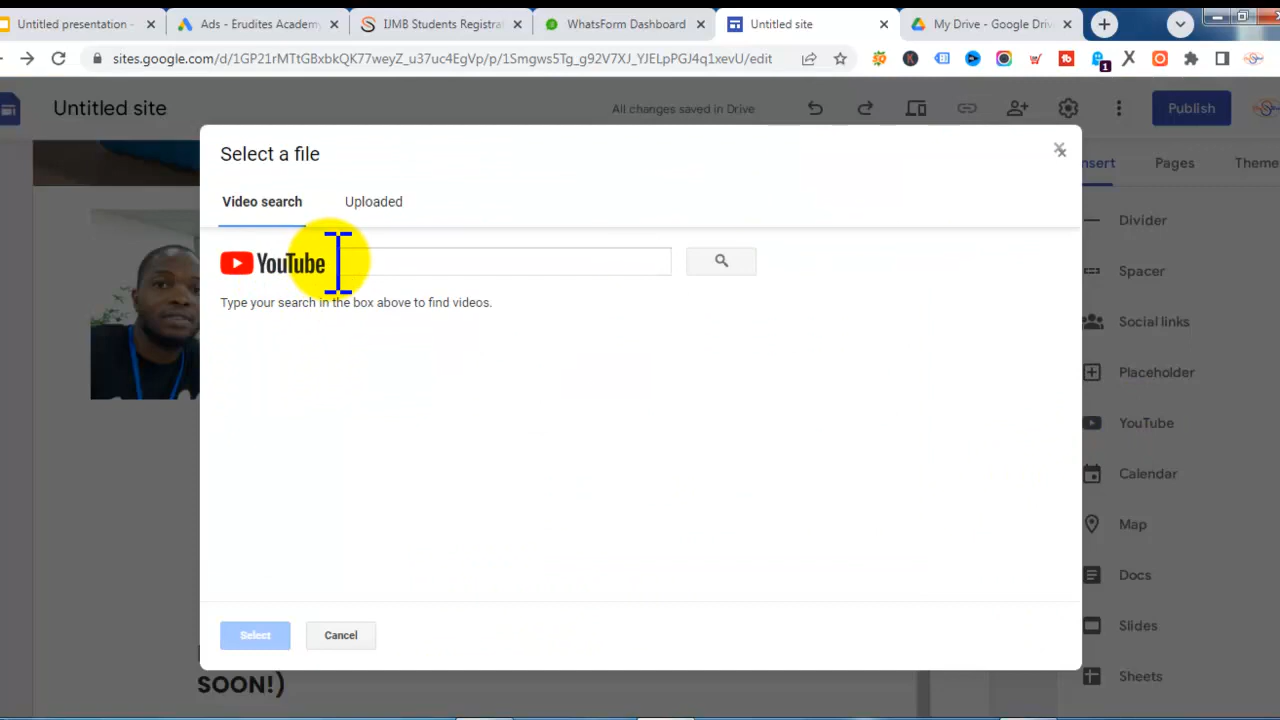 Untitled presentation -
Ads - Erudites Academy
IJMB Students Registra
WhatsForm Dashboard
Untitled site
My Drive - Google Driv
sites.google.com/d/1GP21rMTtGBxbkQK77weyz_u37uc4EgVp/p/1Smgws5Tg_g92V7XJ_YJELpPGJ4q1xevU/edit
1
Untitled site
All changes saved in Drive
Publish
Select a file
Insert
Pages
Theme
Video search
Uploaded
Divider
YouTube
Type your search in the box above to find videos.
Spacer
Social links
Placeholder
YouTube
Calendar
Map
Docs
Slides
Sheets
Select
Cancel
SOON!)